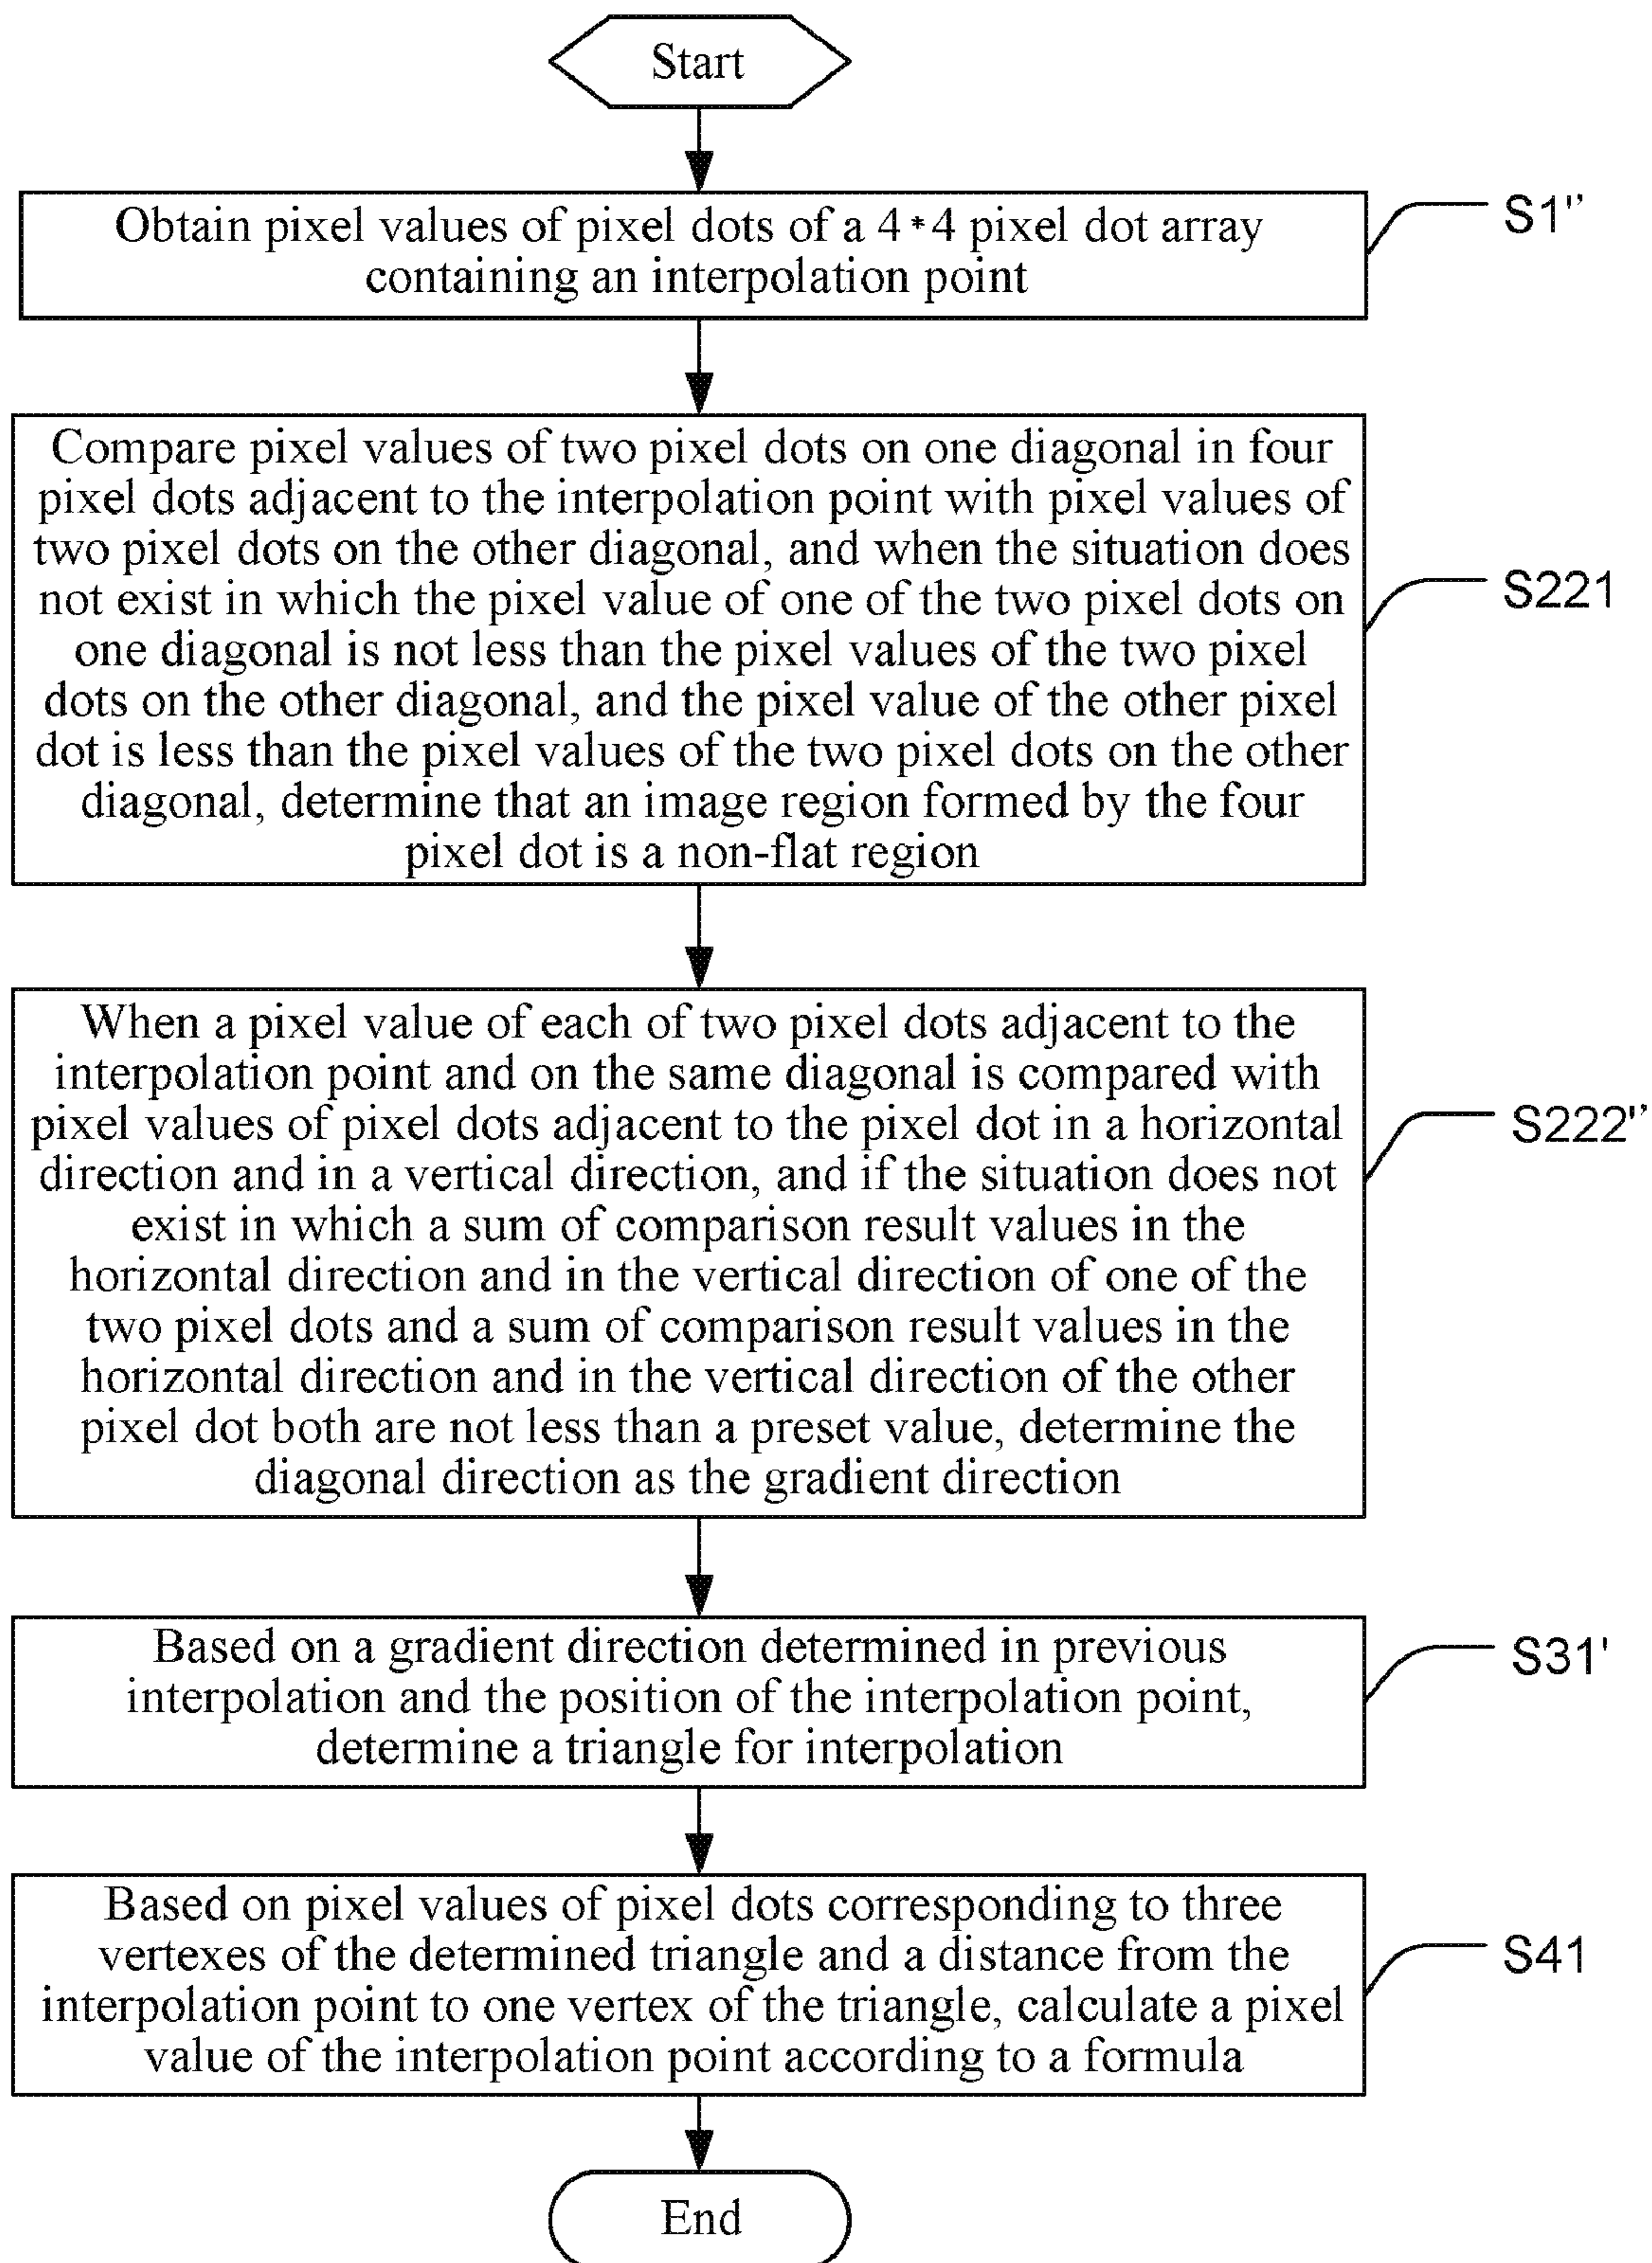 Start
Obtain pixel values of pixel dots of a 4*4 pixel dot array
containing an interpolation point
S1''
Compare pixel values of two pixel dots on one diagonal in four
pixel dots adjacent to the interpolation point with pixel values of
two pixel dots on the other diagonal, and when the situation does
not exist in which the pixel value of one of the two pixel dots on
one diagonal is not less than the pixel values of the two pixel
dots on the other diagonal, and the pixel value of the other pixel
dot is less than the pixel values of the two pixel dots on the other
diagonal, determine that an image region formed by the four
pixel dot is a non-flat region
S221
When a pixel value of each of two pixel dots adjacent to the
interpolation point and on the same diagonal is compared with
pixel values of pixel dots adjacent to the pixel dot in a horizontal
direction and in a vertical direction, and if the situation does not
exist in which a sum of comparison result values in the
horizontal direction and in the vertical direction of one of the
two pixel dots and a sum of comparison result values in the
horizontal direction and in the vertical direction of the other
pixel dot both are not less than a preset value, determine the
diagonal direction as the gradient direction
S222''
Based on a gradient direction determined in previous
interpolation and the position of the interpolation point,
determine a triangle for interpolation
S31'
Based on pixel values of pixel dots corresponding to three
vertexes of the determined triangle and a distance from the
interpolation point to one vertex of the triangle, calculate a pixel
value of the interpolation point according to a formula
S41
End